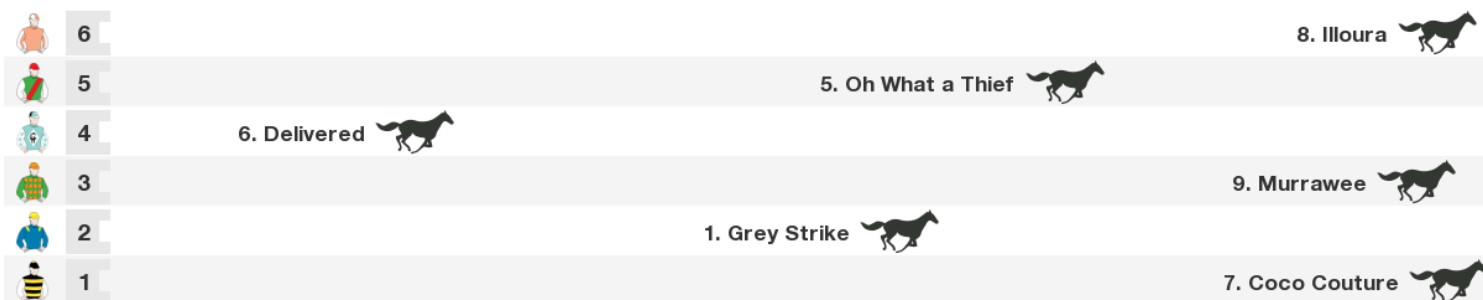 6 8. Illoura
5 5. Oh What a Thief
4 6. Delivered
3 9. Murrawee
2 1. Grey Strike
1 7. Coco Couture